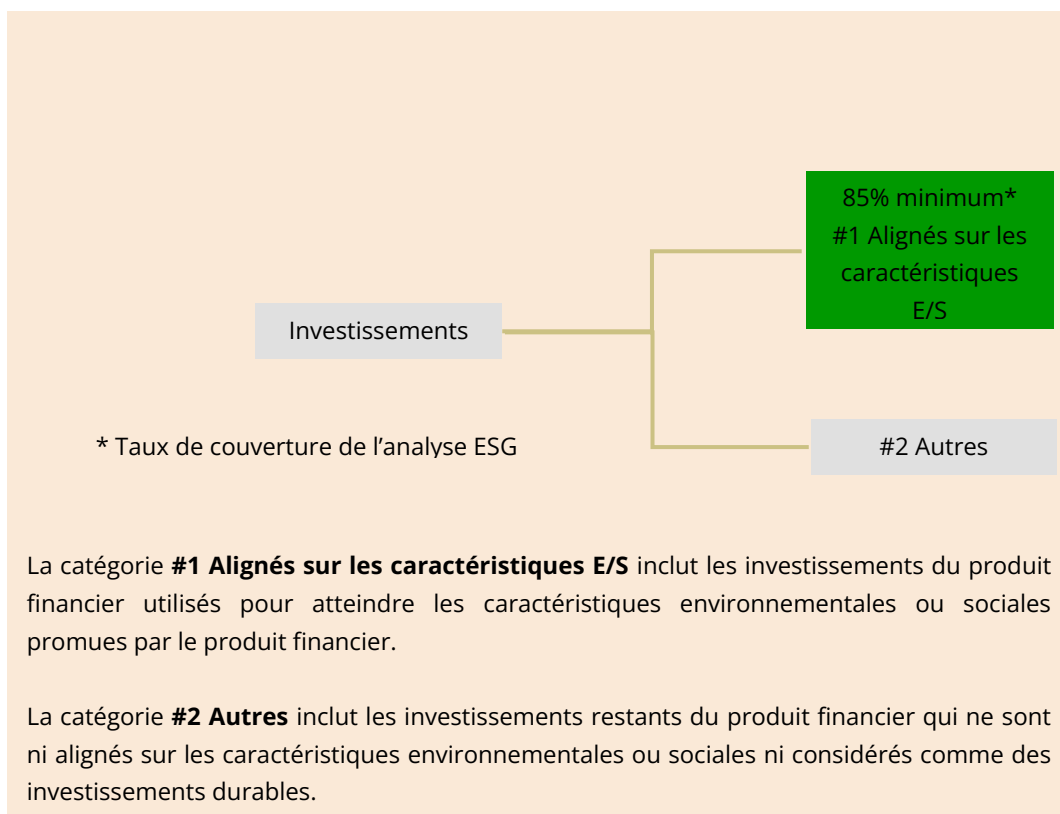 85% minimum*
#1 Alignés sur les
caractéristiques
E/S
Investissements
* Taux de couverture de l’analyse ESG
#2 Autres
La catégorie #1 Alignés sur les caractéristiques E/S inclut les investissements du produit
financier utilisés pour atteindre les caractéristiques environnementales ou sociales
promues par le produit financier.
La catégorie #2 Autres inclut les investissements restants du produit financier qui ne sont
ni alignés sur les caractéristiques environnementales ou sociales ni considérés comme des
investissements durables.